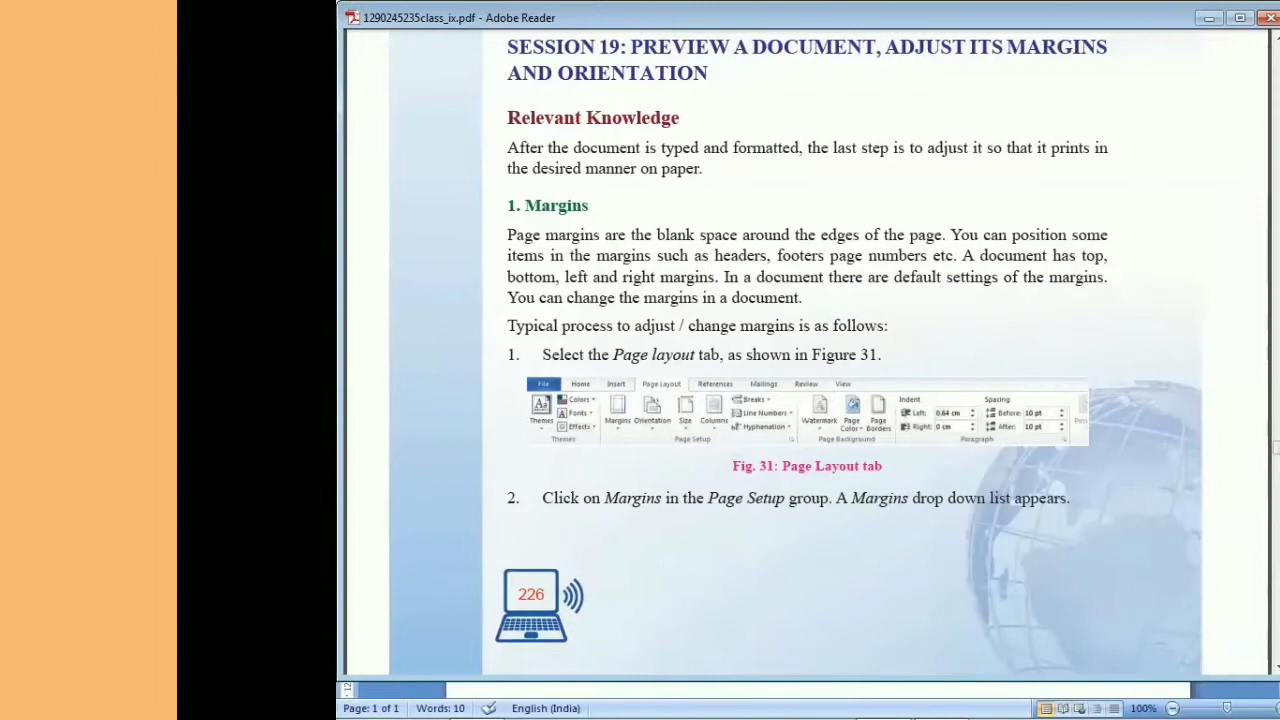 1290245235class_ix.pdf - Adobe Reader
SESSION 19: PREVIEW A DOCUMENT, ADJUST ITS MARGINS
AND ORIENTATION
Relevant Knowledge
After the document is typed and formatted, the last step is to adjust it so that it prints in
the desired manner on paper.
1. Margins
Page margins are the blank space around the edges of the page. You can position some
items in the margins such as headers, footers page numbers etc. A document has top,
bottom, left and right margins. In a document there are default settings of the margins.
You can change the margins in a document.
Typical process to adjust / change margins is as follows:
1. Select the Page layout tab, as shown in Figure 31.
File Home Insert Page Layout References Mailings Review View
Colors Breaks Indent Spacing
Aa Fonts Line Numbers Left: 0.64 cm Before: 10 pt
Themes Effects Margins Orientation Size Columns Hyphenation Watermark Page Color Page Borders Right: 0 cm After: 10 pt
Themes Page Setup Page Background Paragraph
Fig. 31: Page Layout tab
2. Click on Margins in the Page Setup group. A Margins drop down list appears.
226
Page: 1 of 1 Words: 10 English (India) 100%